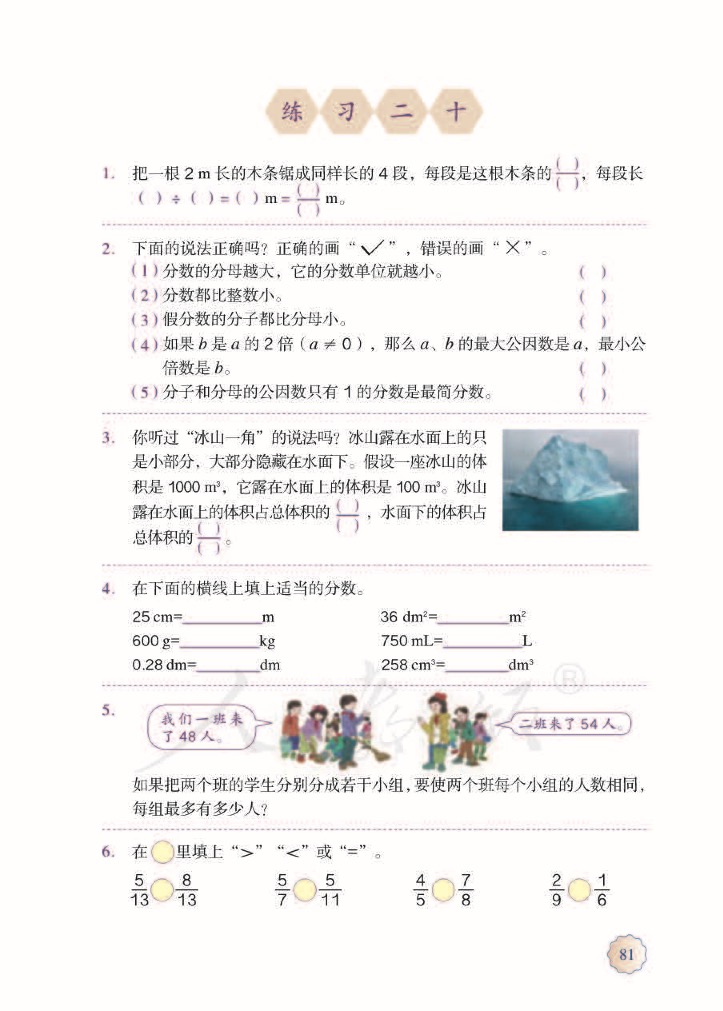 练习二十
1. 把一根 2 m 长的木条锯成同样长的 4 段，每段是这根木条的 ( )/( )，每段长
( ) ÷ ( ) = ( ) m = ( )/( ) m。
2. 下面的说法正确吗？正确的画“✓”，错误的画“×”。
(1) 分数的分母越大，它的分数单位就越小。 ( )
(2) 分数都比整数小。 ( )
(3) 假分数的分子都比分母小。 ( )
(4) 如果 b 是 a 的 2 倍（a ≠ 0），那么 a、b 的最大公因数是 a，最小公
倍数是 b。 ( )
(5) 分子和分母的公因数只有 1 的分数是最简分数。 ( )
3. 你听过“冰山一角”的说法吗？冰山露在水面上的只
是小部分，大部分隐藏在水面下。假设一座冰山的体
积是 1000 m³，它露在水面上的体积是 100 m³。冰山
露在水面上的体积占总体积的 ( )/( )，水面下的体积占
总体积的 ( )/( )。
4. 在下面的横线上填上适当的分数。
25 cm=________m 36 dm²=________m²
600 g=________kg 750 mL=________L
0.28 dm=________dm 258 cm³=________dm³
5. 我们一班来
了 48 人。
二班来了 54 人。
如果把两个班的学生分别分成若干小组，要使两个班每个小组的人数相同，
每组最多有多少人？
6. 在○里填上“>”“<”或“=”。
5/13 ○ 8/13 5/7 ○ 5/11 4/5 ○ 7/8 2/9 ○ 1/6
81
人教版®